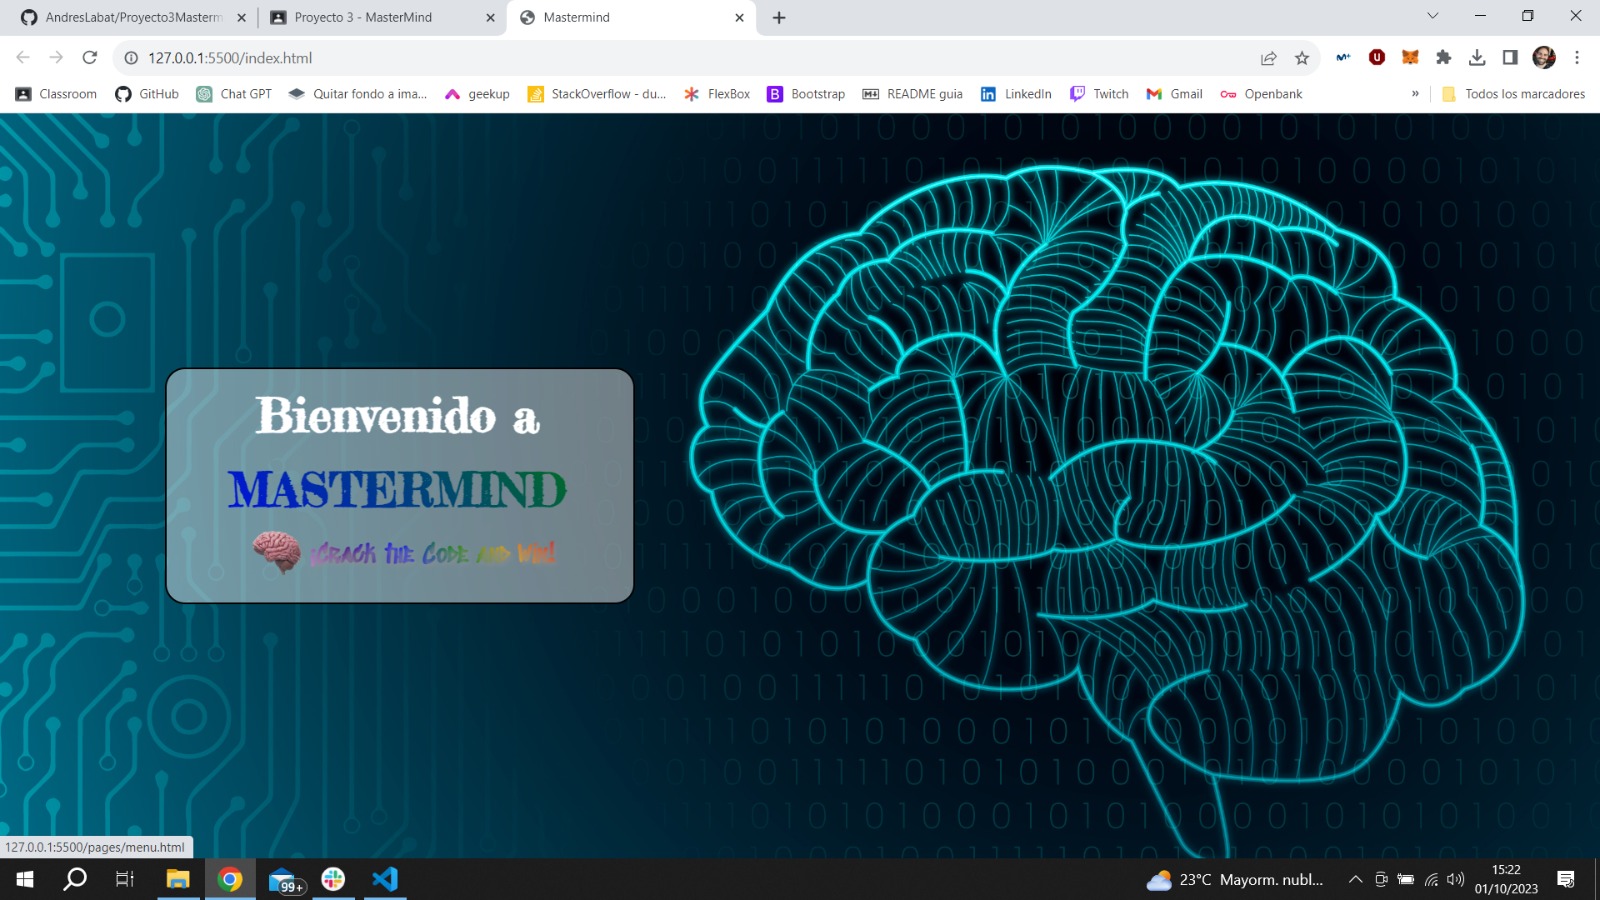 AndresLabat/Proyecto3Masterm
Proyecto 3 - MasterMind
Mastermind
127.0.0.1:5500/index.html
Classroom
GitHub
Chat GPT
Quitar fondo a ima...
geekup
StackOverflow - du...
FlexBox
Bootstrap
README guia
LinkedIn
Twitch
Gmail
Openbank
»
Todos los marcadores
Bienvenido a
MASTERMIND
¡Crack the Code and Win!
127.0.0.1:5500/pages/menu.html
99+
23°C Mayorm. nubl...
15:22
01/10/2023